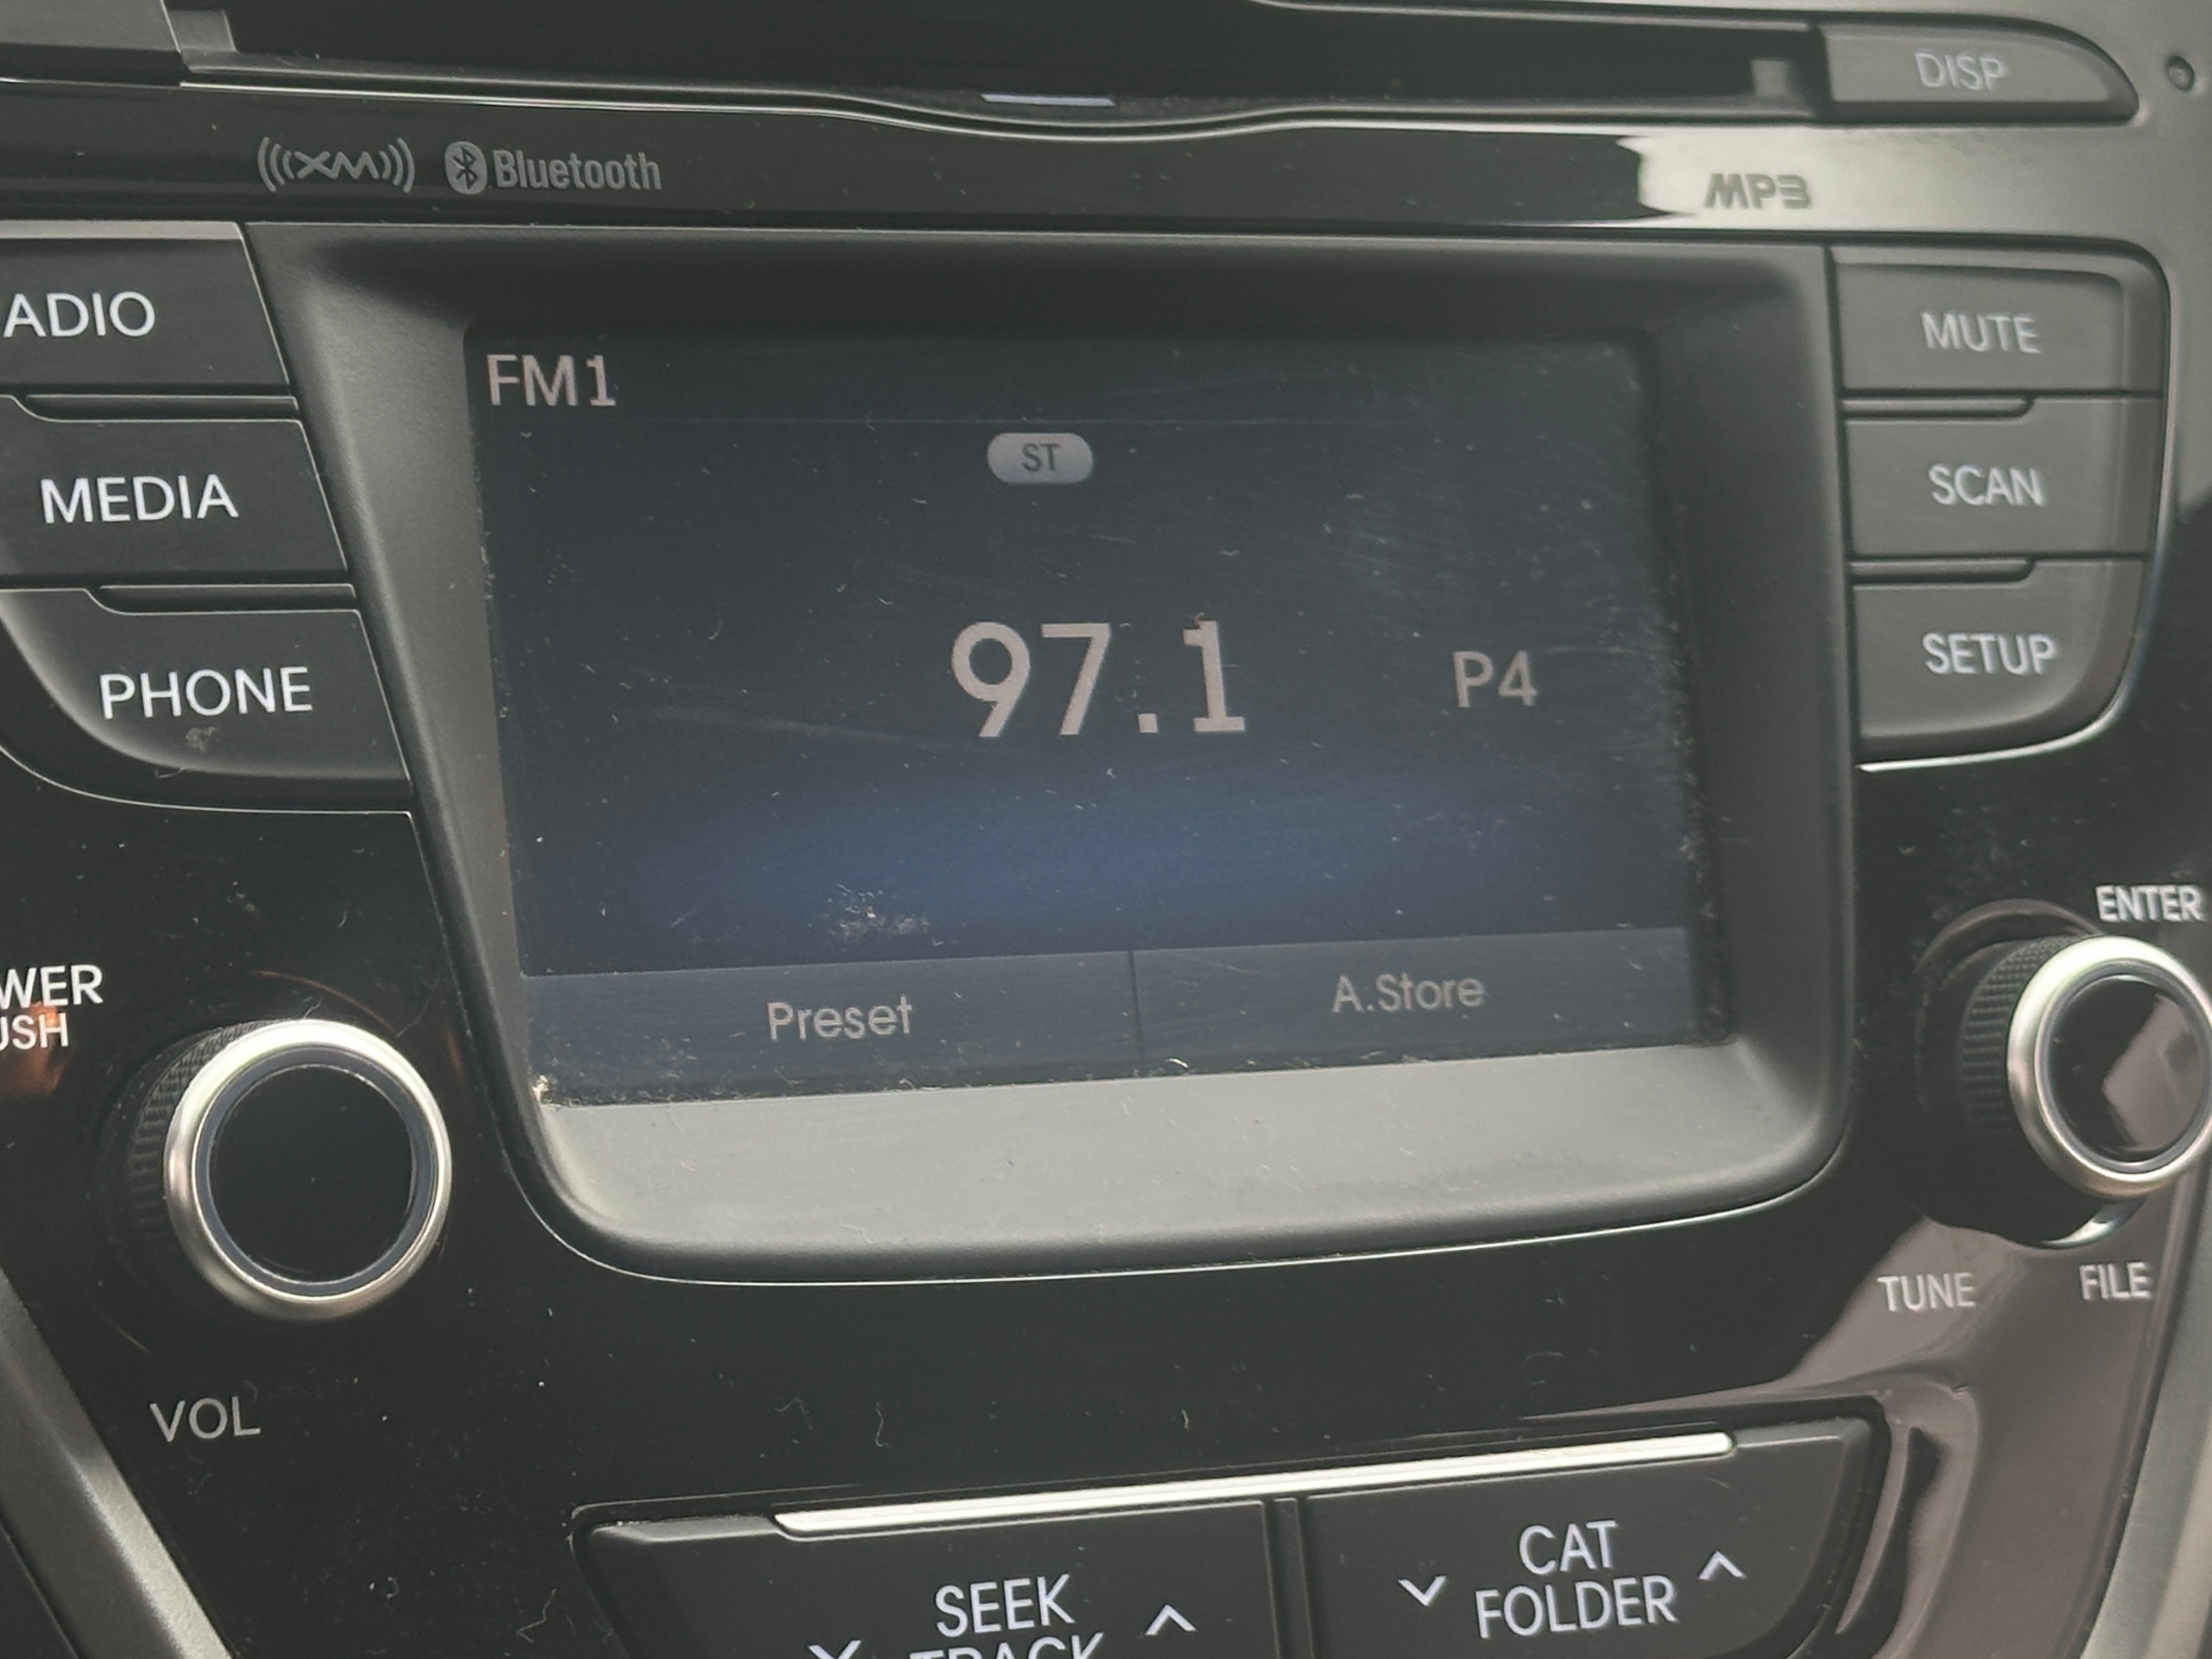 DISP
XM Bluetooth
MP3
ADIO
MEDIA
PHONE
FM1
ST
97.1 P4
Preset A.Store
MUTE
SCAN
SETUP
WER
USH
VOL
ENTER
TUNE FILE
SEEK
TRACK
CAT
FOLDER